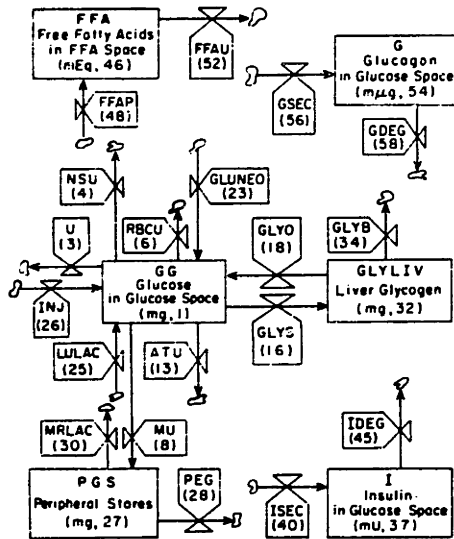 FFA
Free Fatty Acids
in FFA Space
(mEq, 46)
FFAU
(52)
G
Glucogon
in Glucose Space
(mµg, 54)
GSEC
(56)
GDEG
(58)
FFAP
(48)
NSU
(4)
GLUNEO
(23)
U
(3)
RBCU
(6)
GLYO
(18)
GLYB
(34)
GG
Glucose
in Glucose Space
(mg, 1)
GLYLIV
Liver Glycogen
(mg, 32)
INJ
(26)
GLYS
(16)
LULAC
(25)
ATU
(13)
MRLAC
(30)
MU
(8)
IDEG
(45)
PGS
Peripheral Stores
(mg, 27)
PEG
(28)
ISEC
(40)
I
Insulin
in Glucose Space
(mU, 37)